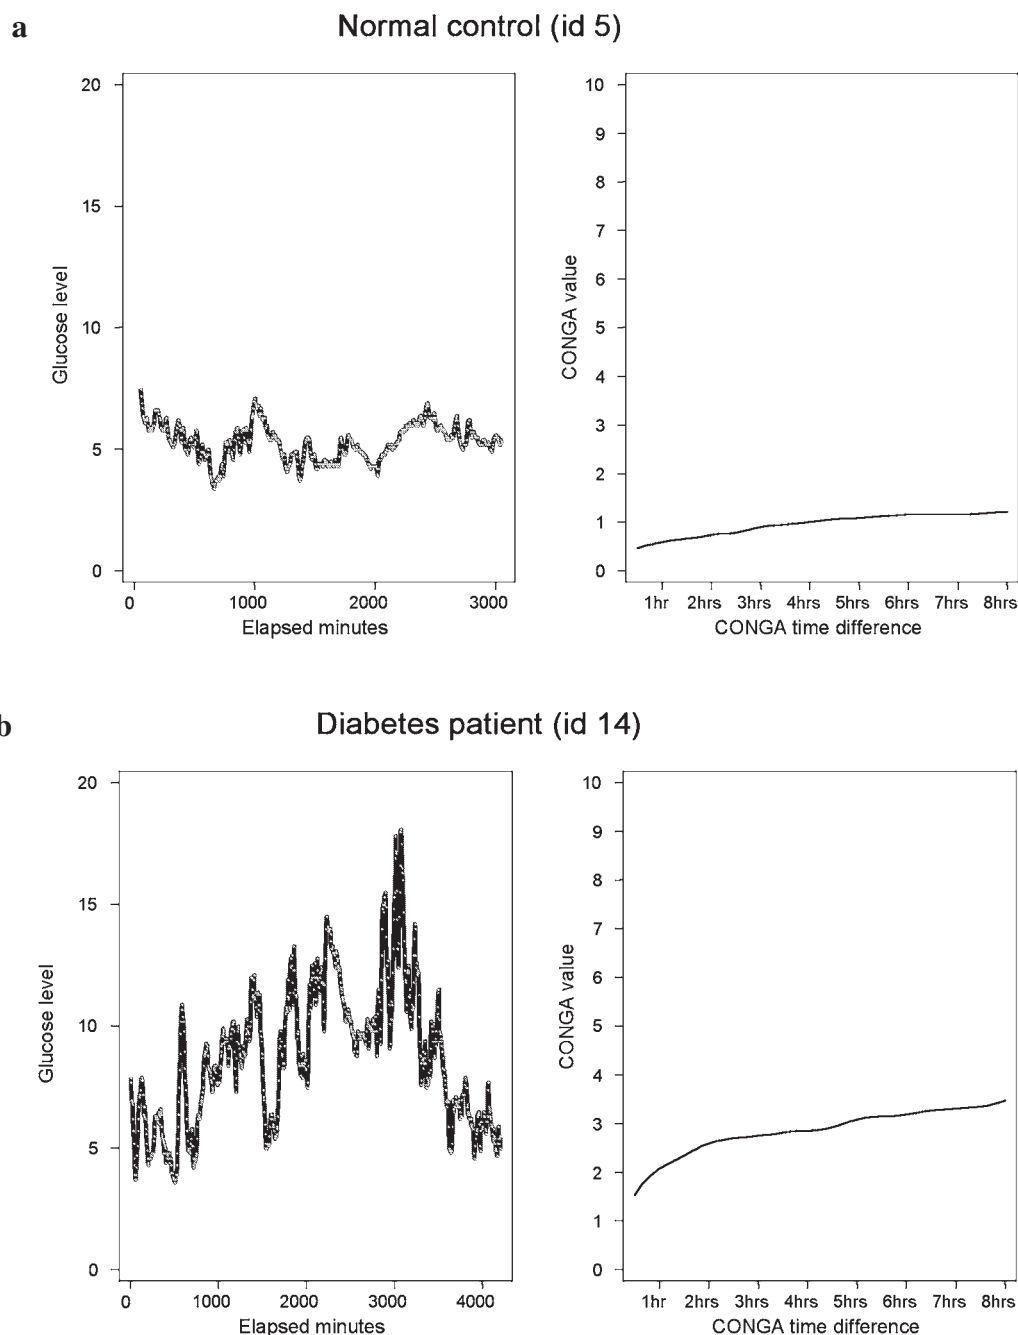 a
Normal control (id 5)
20
15
10
5
0
Glucose level
0 1000 2000 3000
Elapsed minutes
10
9
8
7
6
5
4
3
2
1
0
CONGA value
1hr 2hrs 3hrs 4hrs 5hrs 6hrs 7hrs 8hrs
CONGA time difference
b
Diabetes patient (id 14)
20
15
10
5
0
Glucose level
0 1000 2000 3000 4000
Elapsed minutes
10
9
8
7
6
5
4
3
2
1
0
CONGA value
1hr 2hrs 3hrs 4hrs 5hrs 6hrs 7hrs 8hrs
CONGA time difference